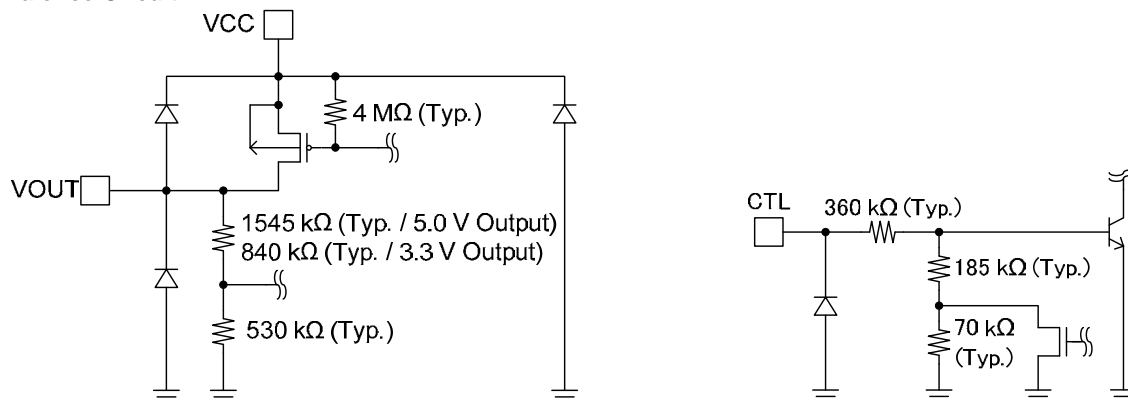 VCC
4 MΩ (Typ.)
VOUT
1545 kΩ (Typ. / 5.0 V Output)
840 kΩ (Typ. / 3.3 V Output)
530 kΩ (Typ.)
CTL
360 kΩ (Typ.)
185 kΩ (Typ.)
70 kΩ
(Typ.)